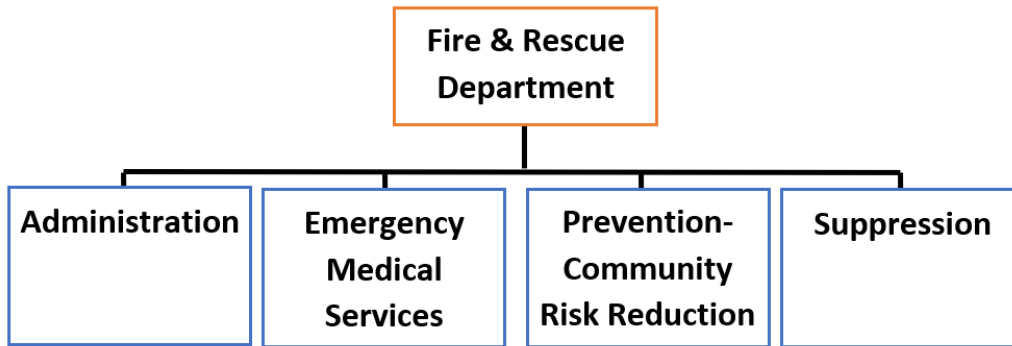 Fire & Rescue
Department
Administration
Emergency
Medical
Services
Prevention-
Community
Risk Reduction
Suppression